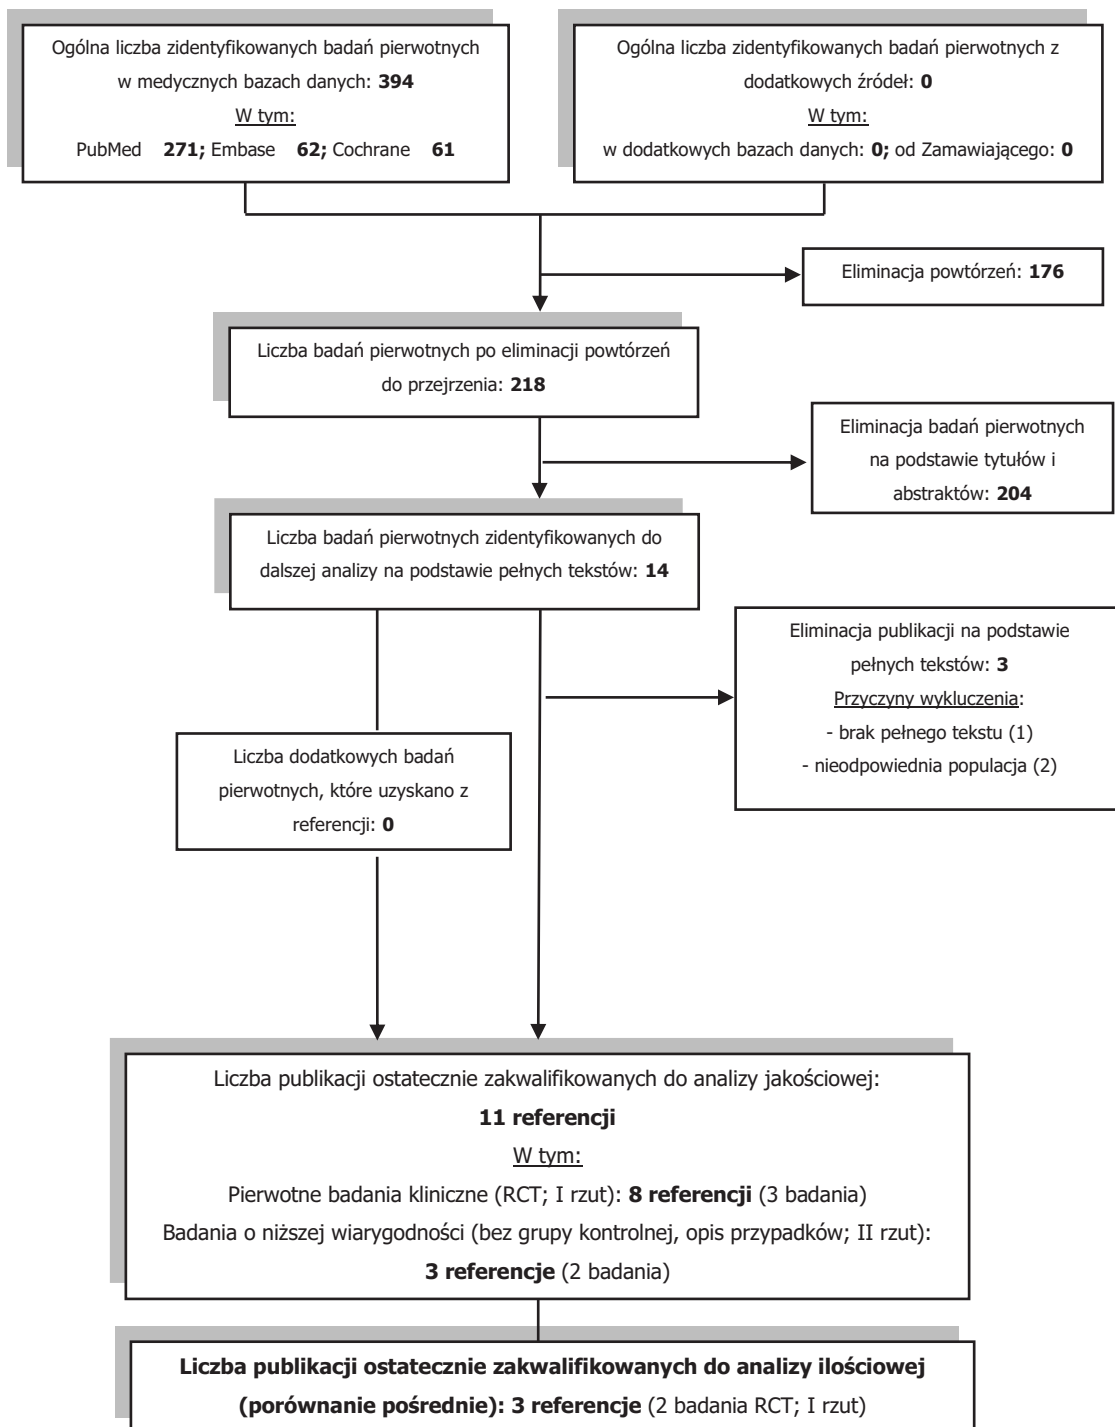 Ogólna liczba zidentyfikowanych badań pierwotnych
w medycznych bazach danych: 394
W tym:
PubMed 271; Embase 62; Cochrane 61
Ogólna liczba zidentyfikowanych badań pierwotnych z
dodatkowych źródeł: 0
W tym:
w dodatkowych bazach danych: 0; od Zamawiającego: 0
Eliminacja powtórzeń: 176
Liczba badań pierwotnych po eliminacji powtórzeń
do przejrzenia: 218
Eliminacja badań pierwotnych
na podstawie tytułów i
abstraktów: 204
Liczba badań pierwotnych zidentyfikowanych do
dalszej analizy na podstawie pełnych tekstów: 14
Eliminacja publikacji na podstawie
pełnych tekstów: 3
Przyczyny wykluczenia:
- brak pełnego tekstu (1)
- nieodpowiednia populacja (2)
Liczba dodatkowych badań
pierwotnych, które uzyskano z
referencji: 0
Liczba publikacji ostatecznie zakwalifikowanych do analizy jakościowej:
11 referencji
W tym:
Pierwotne badania kliniczne (RCT; I rzut): 8 referencji (3 badania)
Badania o niższej wiarygodności (bez grupy kontrolnej, opis przypadków; II rzut):
3 referencje (2 badania)
Liczba publikacji ostatecznie zakwalifikowanych do analizy ilościowej
(porównanie pośrednie): 3 referencje (2 badania RCT; I rzut)